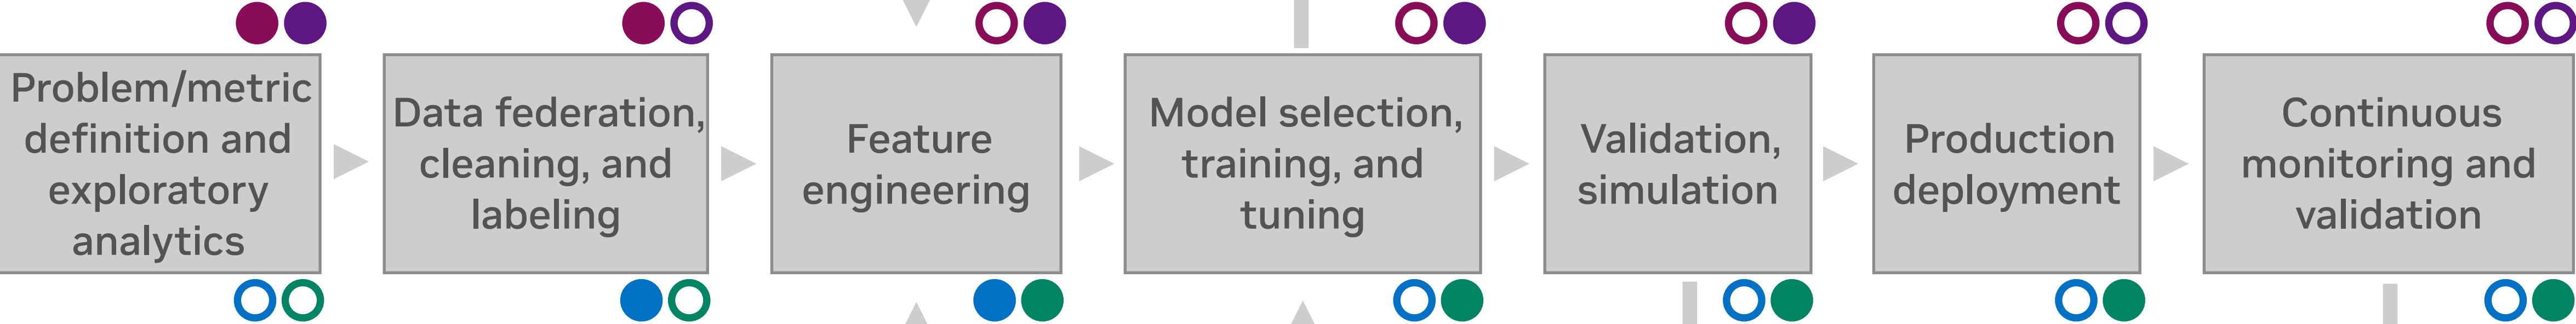 Problem/metric
definition and
exploratory
analytics
Data federation,
cleaning, and
labeling
Feature
engineering
Model selection,
training, and
tuning
Validation,
simulation
Production
deployment
Continuous
monitoring and
validation